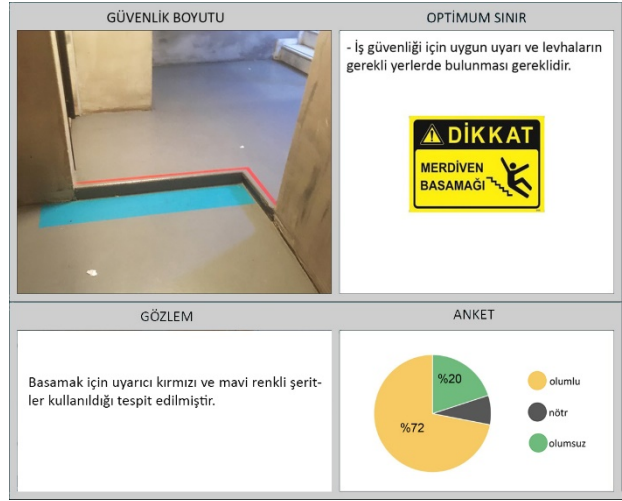 GÜVENLİK BOYUTU
OPTİMUM SINIR
- İş güvenliği için uygun uyarı ve levhaların
gerekli yerlerde bulunması gereklidir.
DİKKAT
MERDİVEN
BASAMAĞI
GÖZLEM
Basamak için uyarıcı kırmızı ve mavi renkli şerit-
ler kullanıldığı tespit edilmiştir.
ANKET
%20
%72
olumlu
nötr
olumsuz